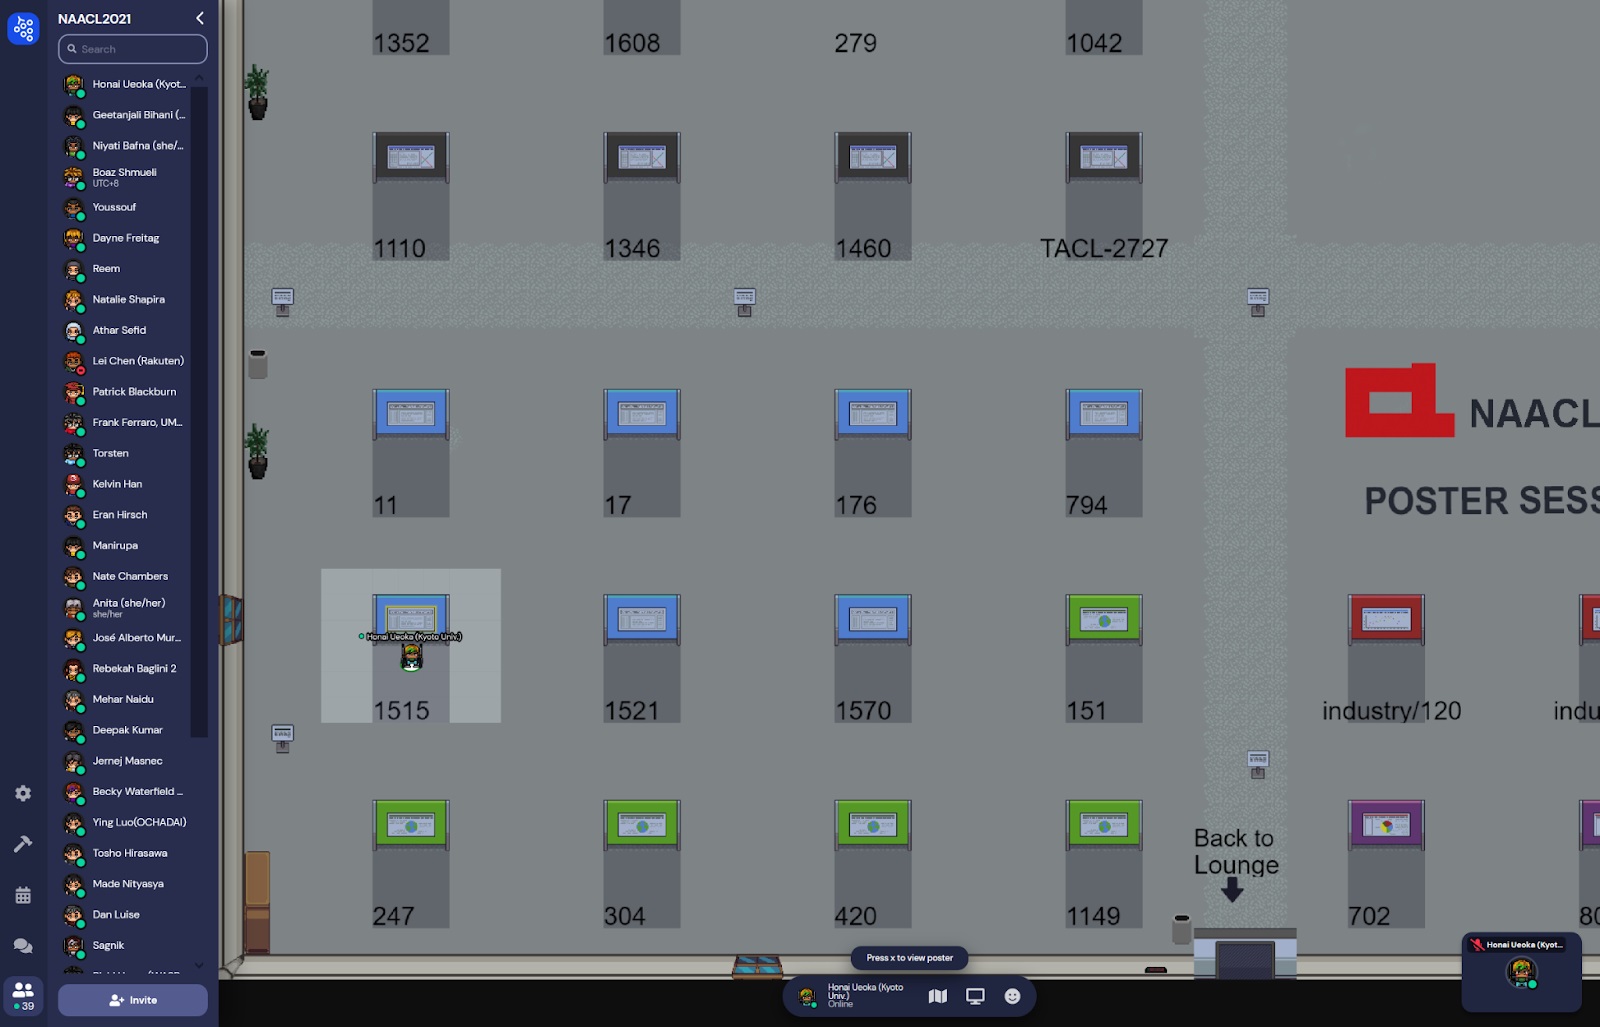 NAACL2021
Search
Honai Ueoka (Kyot...
Geetanjali Bihani (...
Niyati Bafna (she/...
Boaz Shmueli
UTC+8
Youssouf
Dayne Freitag
Reem
Natalie Shapira
Athar Sefid
Lei Chen (Rakuten)
Patrick Blackburn
Frank Ferraro, UM...
Torsten
Kelvin Han
Eran Hirsch
Manirupa
Nate Chambers
Anita (she/her)
she/her
José Alberto Mur...
Rebekah Baglini 2
Mehar Naidu
Deepak Kumar
Jernej Masnec
Becky Waterfield ...
Ying Luo(OCHADAI)
Tosho Hirasawa
Made Nityasya
Dan Luise
Sagnik
39
Invite
1352
1608
279
1042
1110
1346
1460
TACL-2727
11
17
176
794
NAACL
POSTER SESS
Honai Ueoka (Kyoto Univ.)
1515
1521
1570
151
industry/120
indu
Back to
Lounge
247
304
420
1149
702
80
Press x to view poster
Honai Ueoka (Kyoto
Univ.)
Online
Honai Ueoka (Kyot...